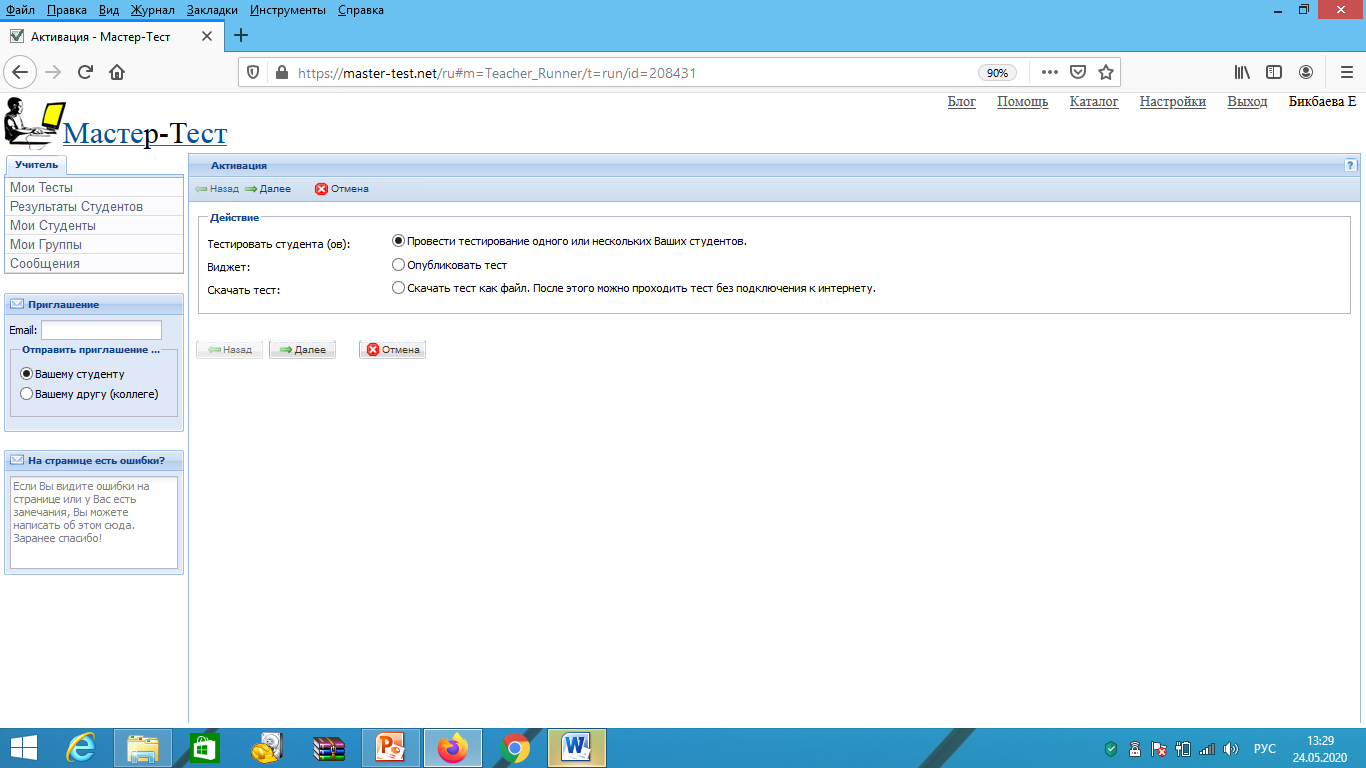 Файл Правка Вид Журнал Закладки Инструменты Справка
Активация - Мастер-Тест
https://master-test.net/ru#m=Teacher_Runner/t=run/id=208431 90%
Блог Помощь Каталог Настройки Выход Бикбаева Е
Мастер-Тест
Учитель
Мои Тесты
Результаты Студентов
Мои Студенты
Мои Группы
Сообщения
Приглашение
Email:
Отправить приглашение ...
Вашему студенту
Вашему другу (коллеге)
На странице есть ошибки?
Если Вы видите ошибки на
странице или у Вас есть
замечания, Вы можете
написать об этом сюда.
Заранее спасибо!
Активация ?
Назад Далее Отмена
Действие
Тестировать студента (ов): Провести тестирование одного или нескольких Ваших студентов.
Виджет: Опубликовать тест
Скачать тест: Скачать тест как файл. После этого можно проходить тест без подключения к интернету.
Назад Далее Отмена
РУС
13:29
24.05.2020